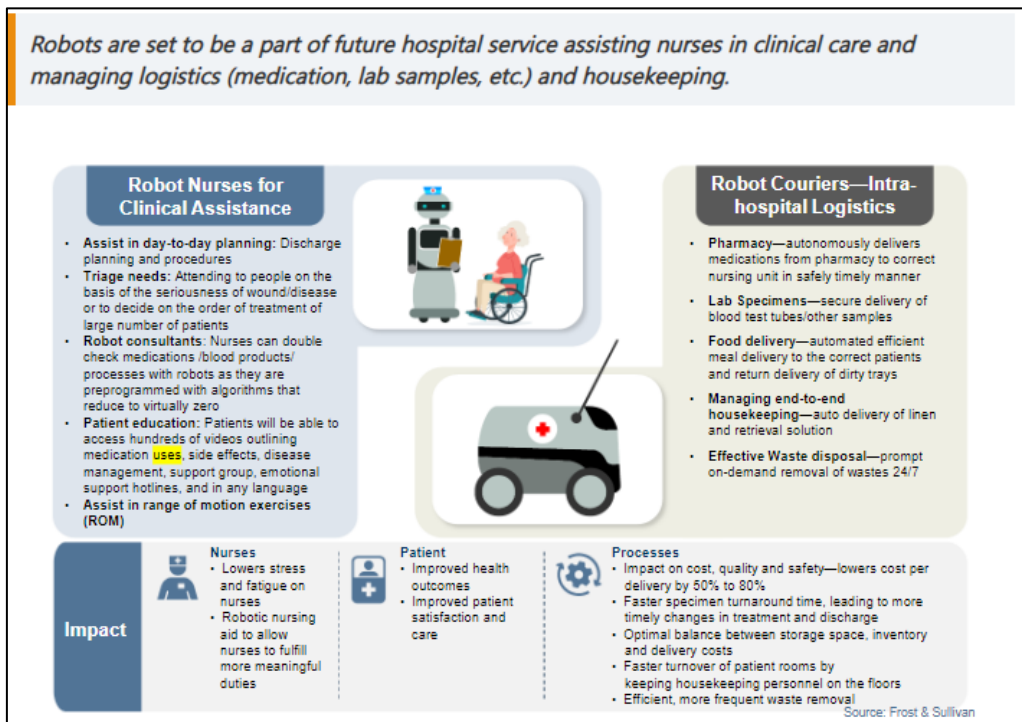 Robots are set to be a part of future hospital service assisting nurses in clinical care and
managing logistics (medication, lab samples, etc.) and housekeeping.
Robot Nurses for
Clinical Assistance
• Assist in day-to-day planning: Discharge
planning and procedures
• Triage needs: Attending to people on the
basis of the seriousness of wound/disease
or to decide on the order of treatment of
large number of patients
• Robot consultants: Nurses can double
check medications /blood products/
processes with robots as they are
preprogrammed with algorithms that
reduce to virtually zero
• Patient education: Patients will be able to
access hundreds of videos outlining
medication uses, side effects, disease
management, support group, emotional
support hotlines, and in any language
• Assist in range of motion exercises
(ROM)
Robot Couriers—Intra-
hospital Logistics
• Pharmacy—autonomously delivers
medications from pharmacy to correct
nursing unit in safely timely manner
• Lab Specimens—secure delivery of
blood test tubes/other samples
• Food delivery—automated efficient
meal delivery to the correct patients
and return delivery of dirty trays
• Managing end-to-end
housekeeping—auto delivery of linen
and retrieval solution
• Effective Waste disposal—prompt
on-demand removal of wastes 24/7
Impact
Nurses
• Lowers stress
and fatigue on
nurses
• Robotic nursing
aid to allow
nurses to fulfill
more meaningful
duties
Patient
• Improved health
outcomes
• Improved patient
satisfaction and
care
Processes
• Impact on cost, quality and safety—lowers cost per
delivery by 50% to 80%
• Faster specimen turnaround time, leading to more
timely changes in treatment and discharge
• Optimal balance between storage space, inventory
and delivery costs
• Faster turnover of patient rooms by
keeping housekeeping personnel on the floors
• Efficient, more frequent waste removal
Source: Frost & Sullivan